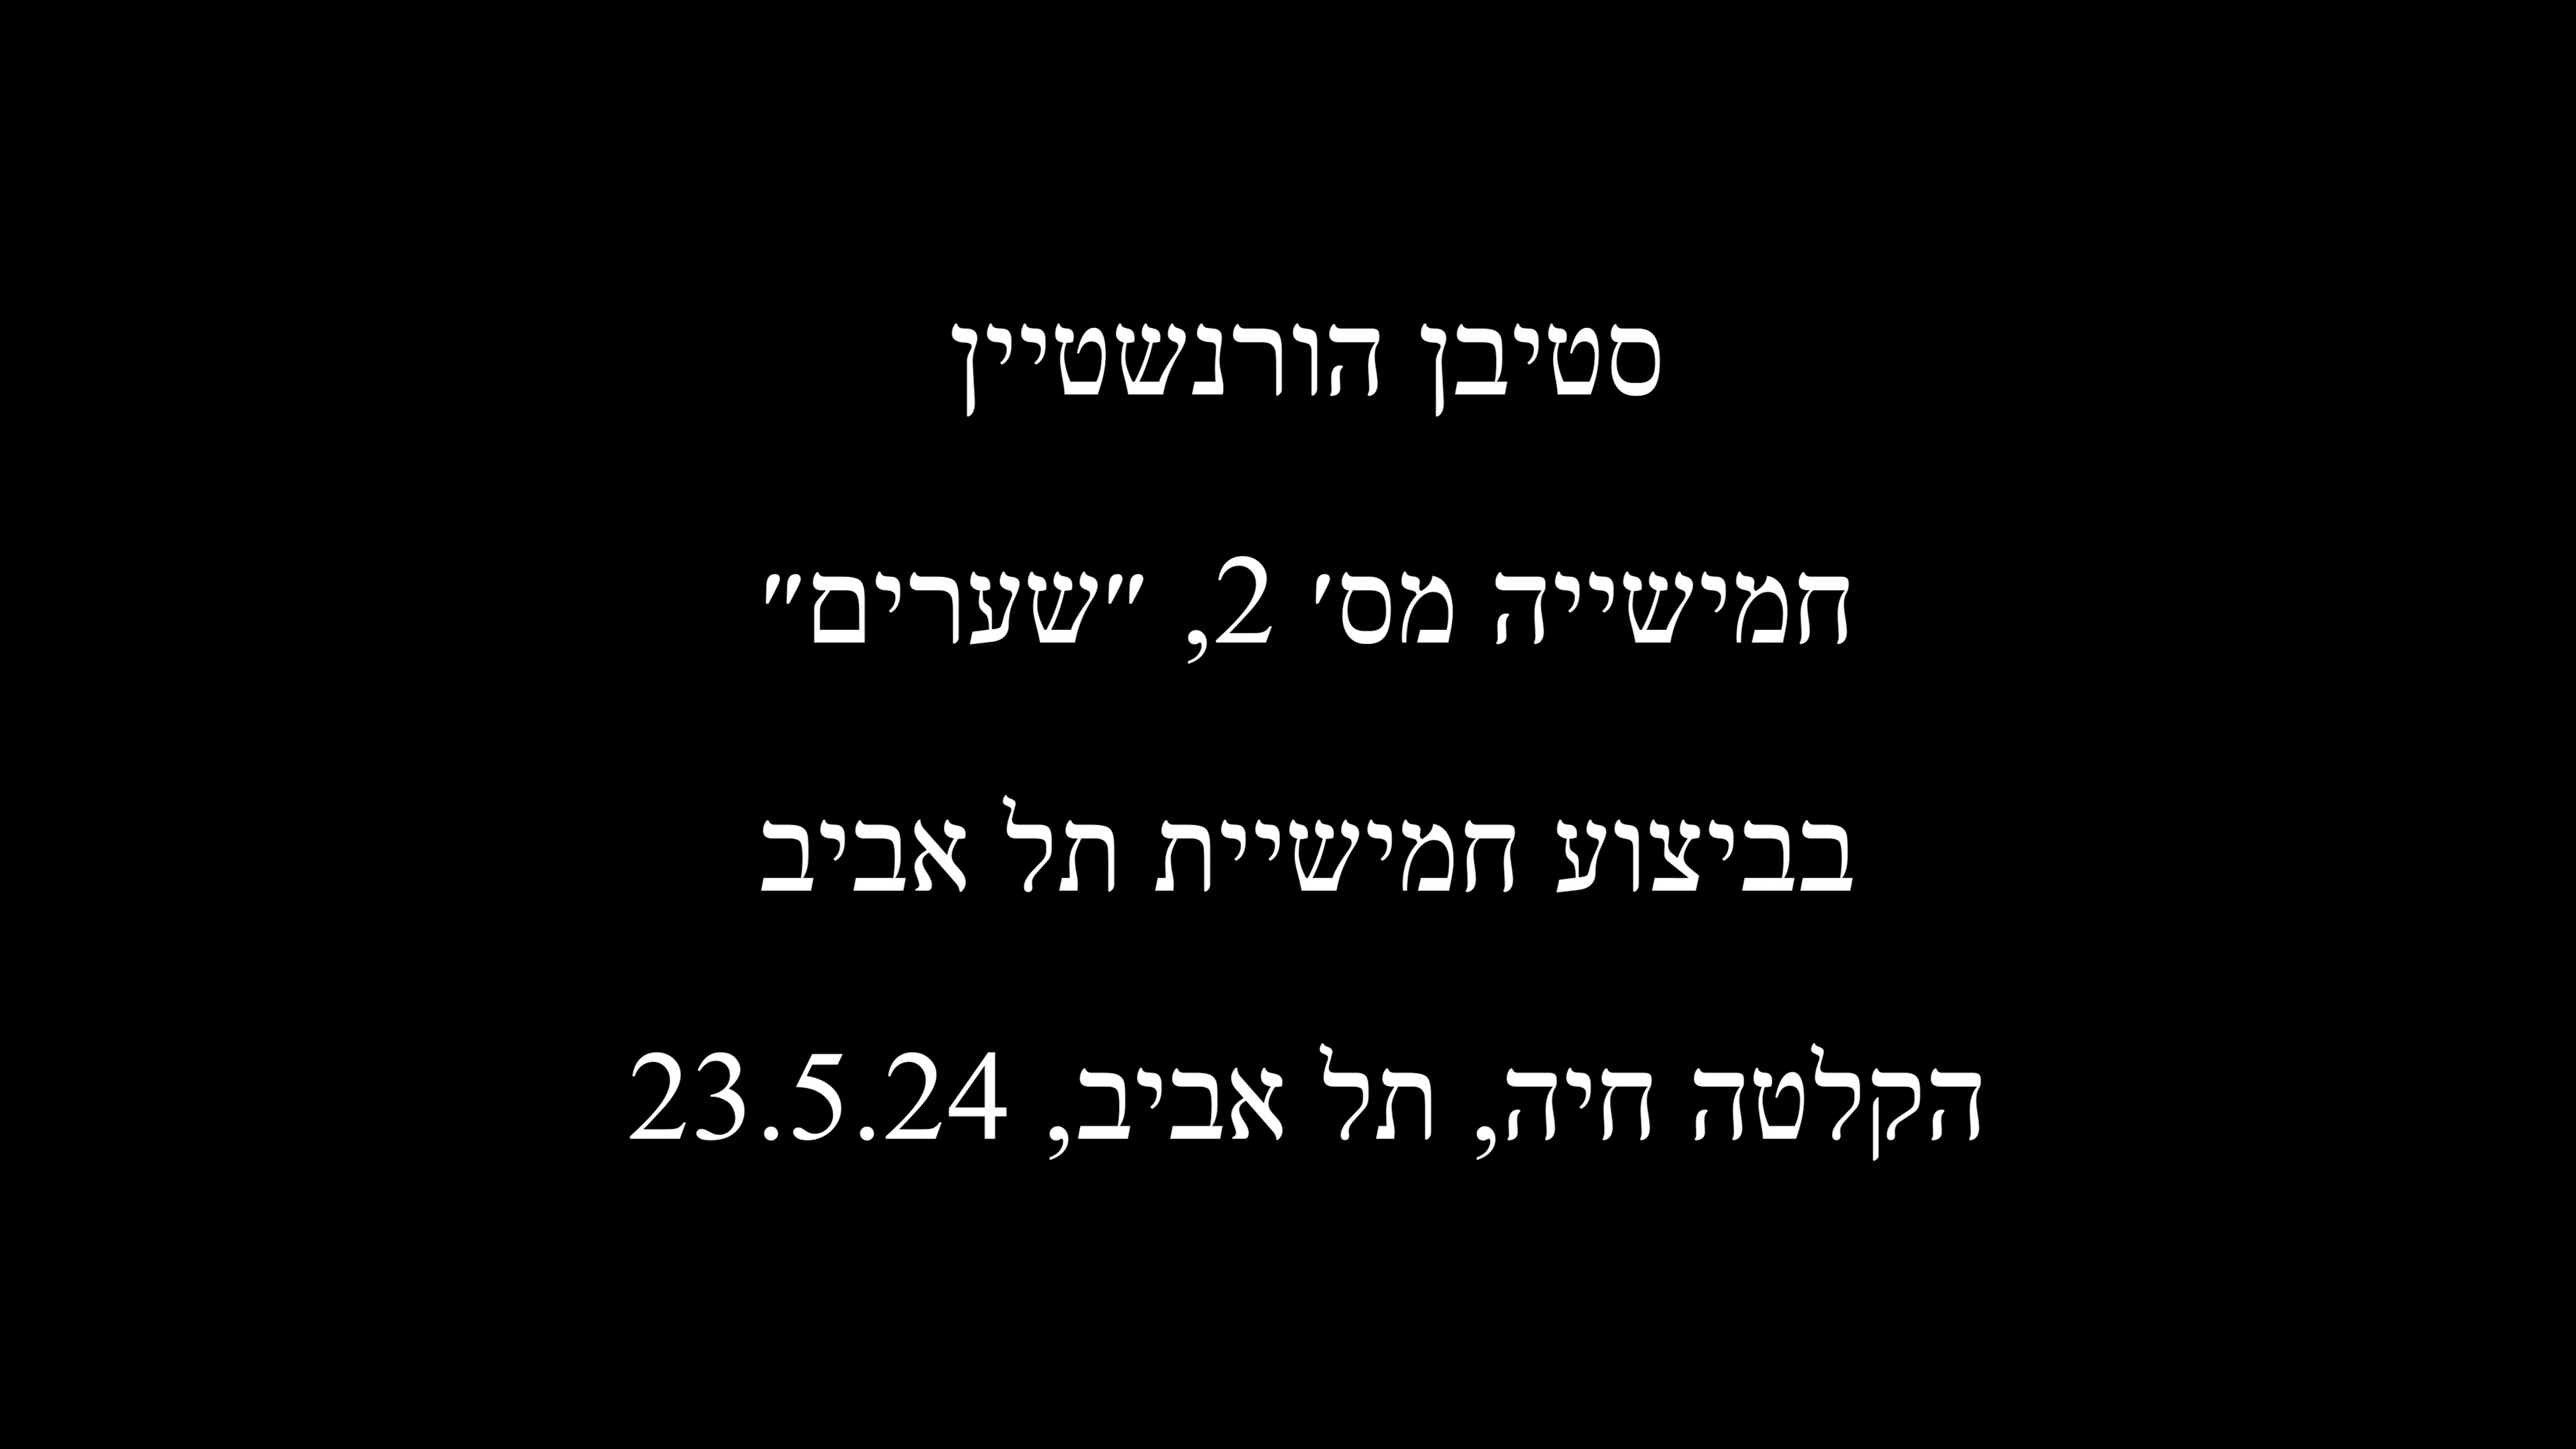 סטיבן הורנשטיין
חמישייה מס׳ 2, ״שערים״
בביצוע חמישיית תל אביב
הקלטה חיה, תל אביב, 23.5.24